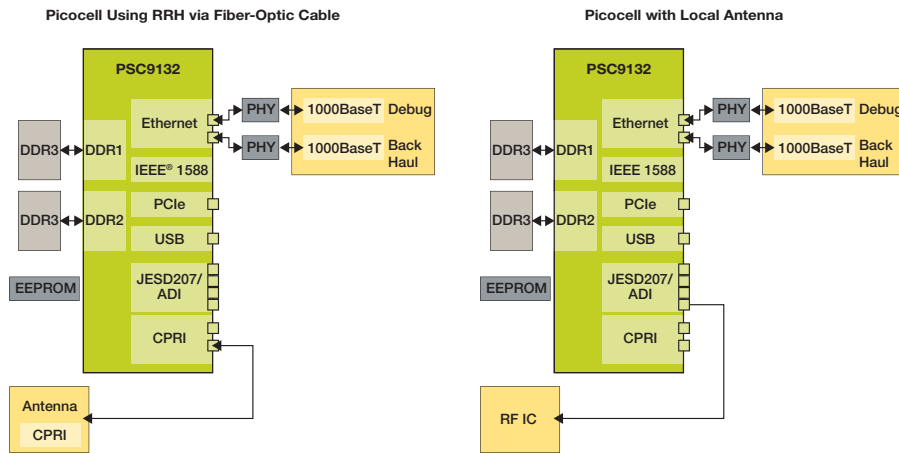 Picocell Using RRH via Fiber-Optic Cable
PSC9132
Ethernet
PHY
1000BaseT
Debug
PHY
1000BaseT
Back
Haul
DDR3
DDR1
IEEE® 1588
DDR3
DDR2
PCIe
USB
EEPROM
JESD207/
ADI
CPRI
Antenna
CPRI
Picocell with Local Antenna
PSC9132
Ethernet
PHY
1000BaseT
Debug
PHY
1000BaseT
Back
Haul
DDR3
DDR1
IEEE 1588
DDR3
DDR2
PCIe
USB
EEPROM
JESD207/
ADI
CPRI
RF IC